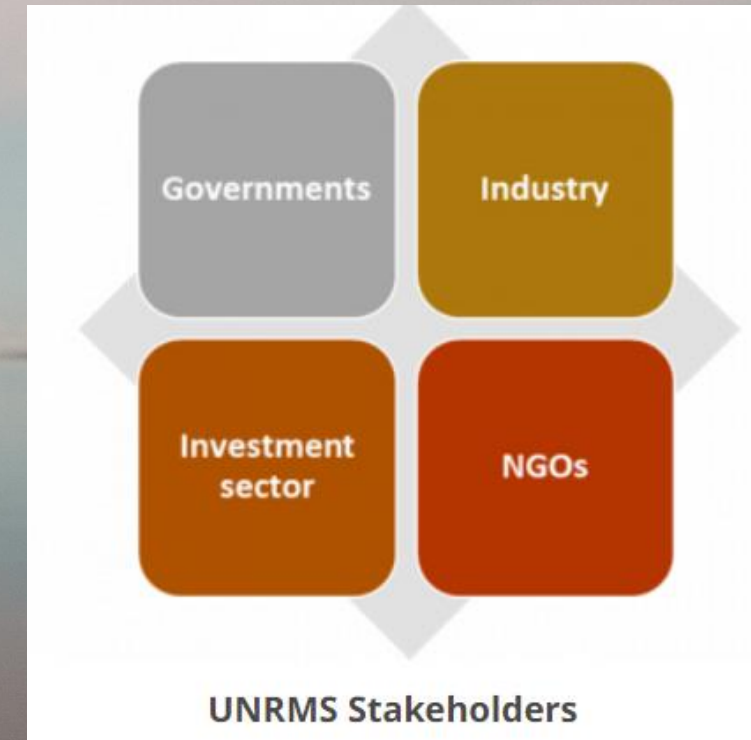 Governments
Industry
Investment
sector
NGOs
UNRMS Stakeholders